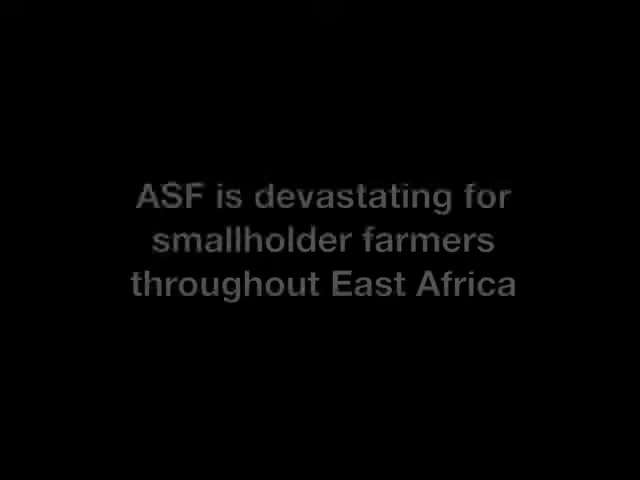 ASF is devastating for
smallholder farmers
throughout East Africa